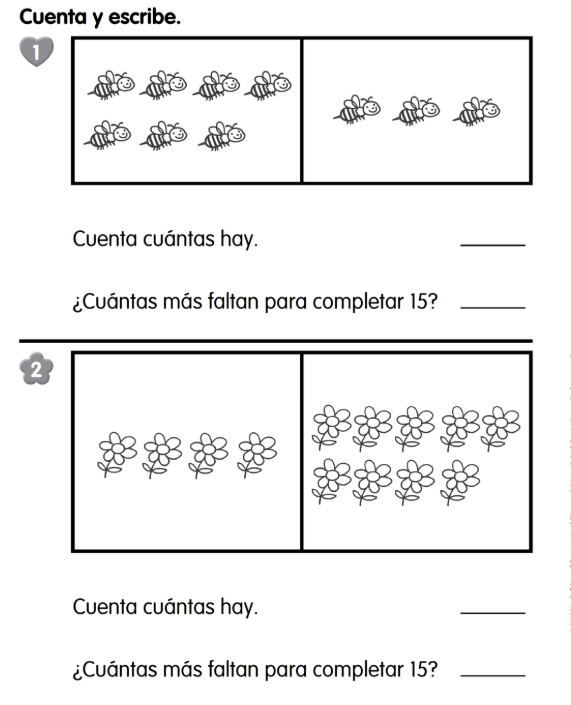 Cuenta y escribe.
1
Cuenta cuántas hay.
¿Cuántas más faltan para completar 15?
2
Cuenta cuántas hay.
¿Cuántas más faltan para completar 15?